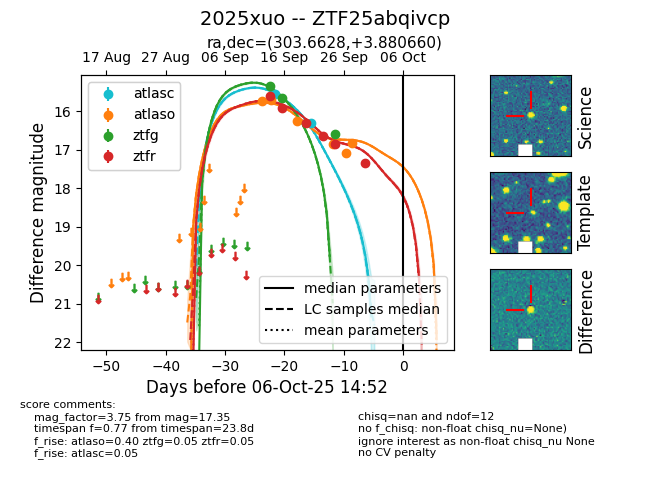 2025xuo -- ZTF25abqivcp
ra,dec=(303.6628,+3.880660)
17 Aug 27 Aug 06 Sep 16 Sep 26 Sep 06 Oct
atlasc
atlaso
ztfg
ztfr
16
17
18
19
20
21
22
Difference magnitude
median parameters
LC samples median
mean parameters
−50 −40 −30 −20 −10 0
Days before 06-Oct-25 14:52
Science
Template
Difference
score comments:
mag_factor=3.75 from mag=17.35
timespan f=0.77 from timespan=23.8d
f_rise: atlaso=0.40 ztfg=0.05 ztfr=0.05
f_rise: atlasc=0.05
chisq=nan and ndof=12
no f_chisq: non-float chisq_nu=None)
ignore interest as non-float chisq_nu None
no CV penalty